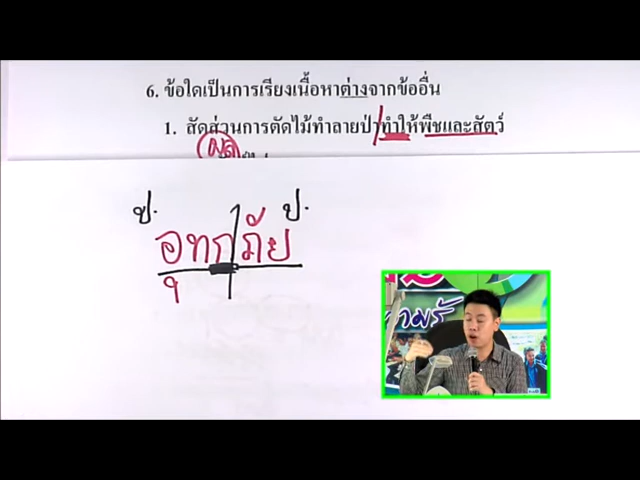 6. ข้อใดเป็นการเรียงเนื้อหาต่างจากข้ออื่น
1. สัดส่วนการตัดไม้ทำลายป่าทำให้พืชและสัตว์
ผล
ป. ป.
อุทกภัย